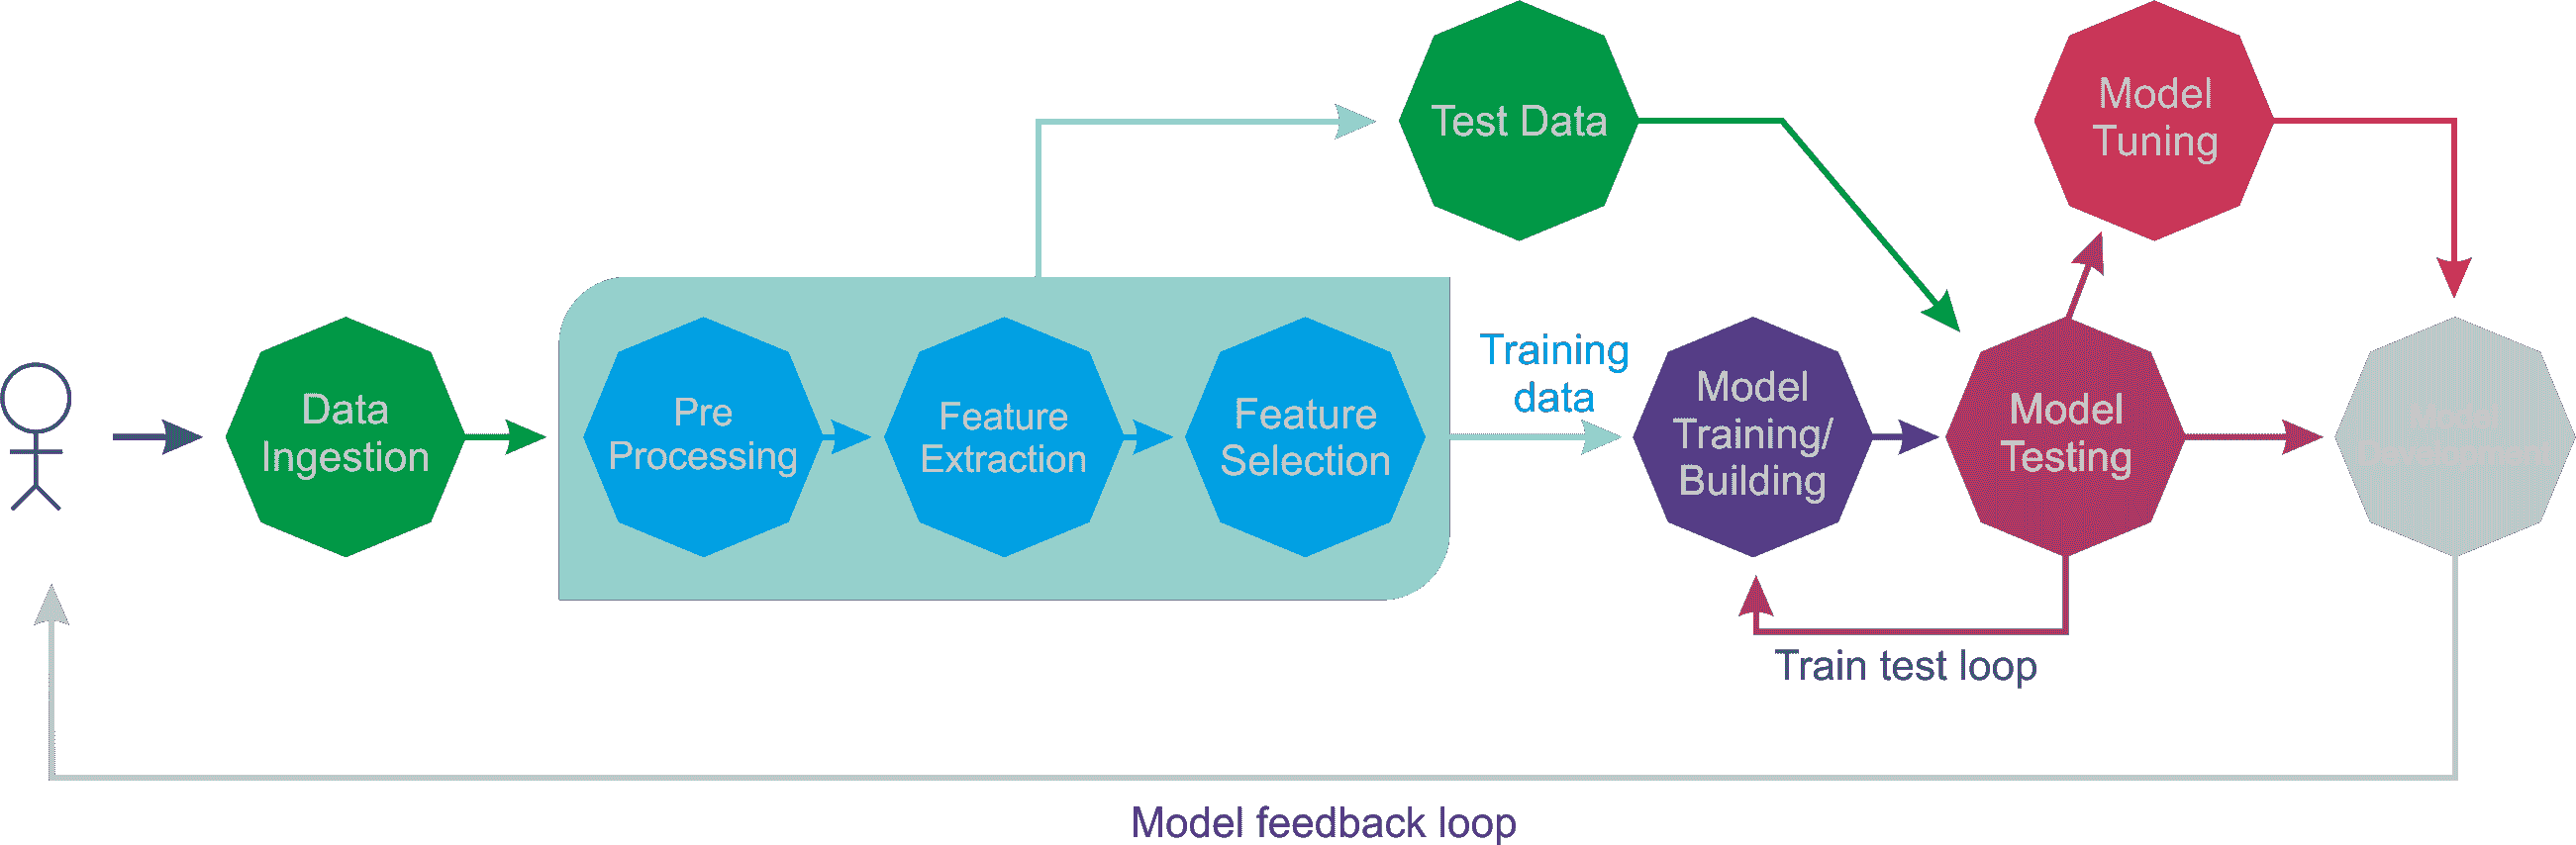 Test Data
Model
Tuning
Data
Ingestion
Pre
Processing
Feature
Extraction
Feature
Selection
Training
data
Model
Training/
Building
Model
Testing
Train test loop
Model feedback loop